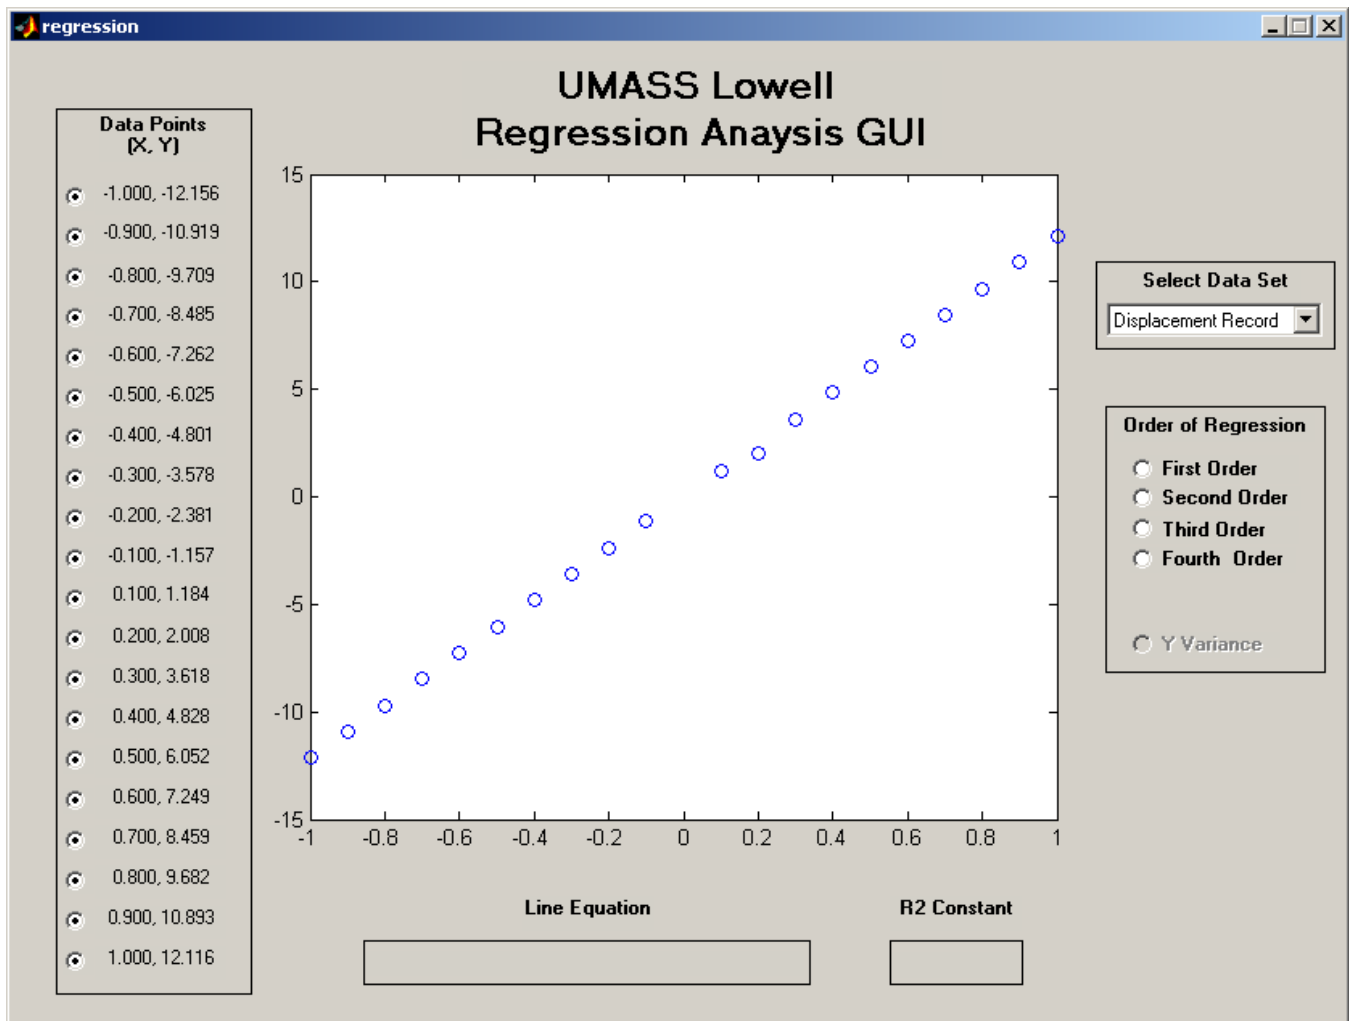 regression
UMASS Lowell
Regression Anaysis GUI
Data Points
(X, Y)
-1.000, -12.156
-0.900, -10.919
-0.800, -9.709
-0.700, -8.485
-0.600, -7.262
-0.500, -6.025
-0.400, -4.801
-0.300, -3.578
-0.200, -2.381
-0.100, -1.157
0.100, 1.184
0.200, 2.008
0.300, 3.618
0.400, 4.828
0.500, 6.052
0.600, 7.249
0.700, 8.459
0.800, 9.682
0.900, 10.893
1.000, 12.116
15
10
5
0
-5
-10
-15
-1 -0.8 -0.6 -0.4 -0.2 0 0.2 0.4 0.6 0.8 1
Select Data Set
Displacement Record
Order of Regression
First Order
Second Order
Third Order
Fourth Order
Y Variance
Line Equation
R2 Constant